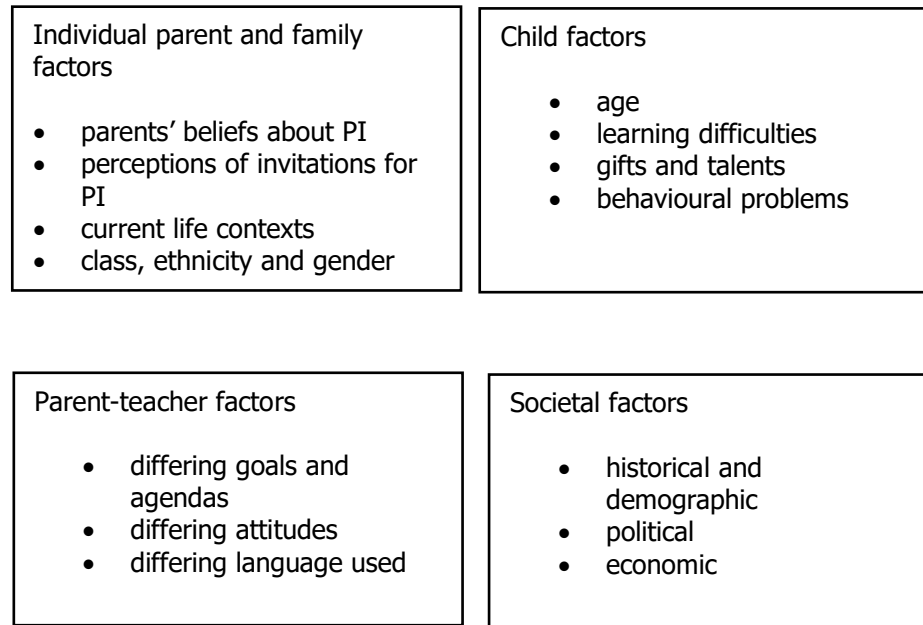 Individual parent and family
factors
• parents’ beliefs about PI
• perceptions of invitations for
PI
• current life contexts
• class, ethnicity and gender
Child factors
• age
• learning difficulties
• gifts and talents
• behavioural problems
Parent-teacher factors
• differing goals and
agendas
• differing attitudes
• differing language used
Societal factors
• historical and
demographic
• political
• economic